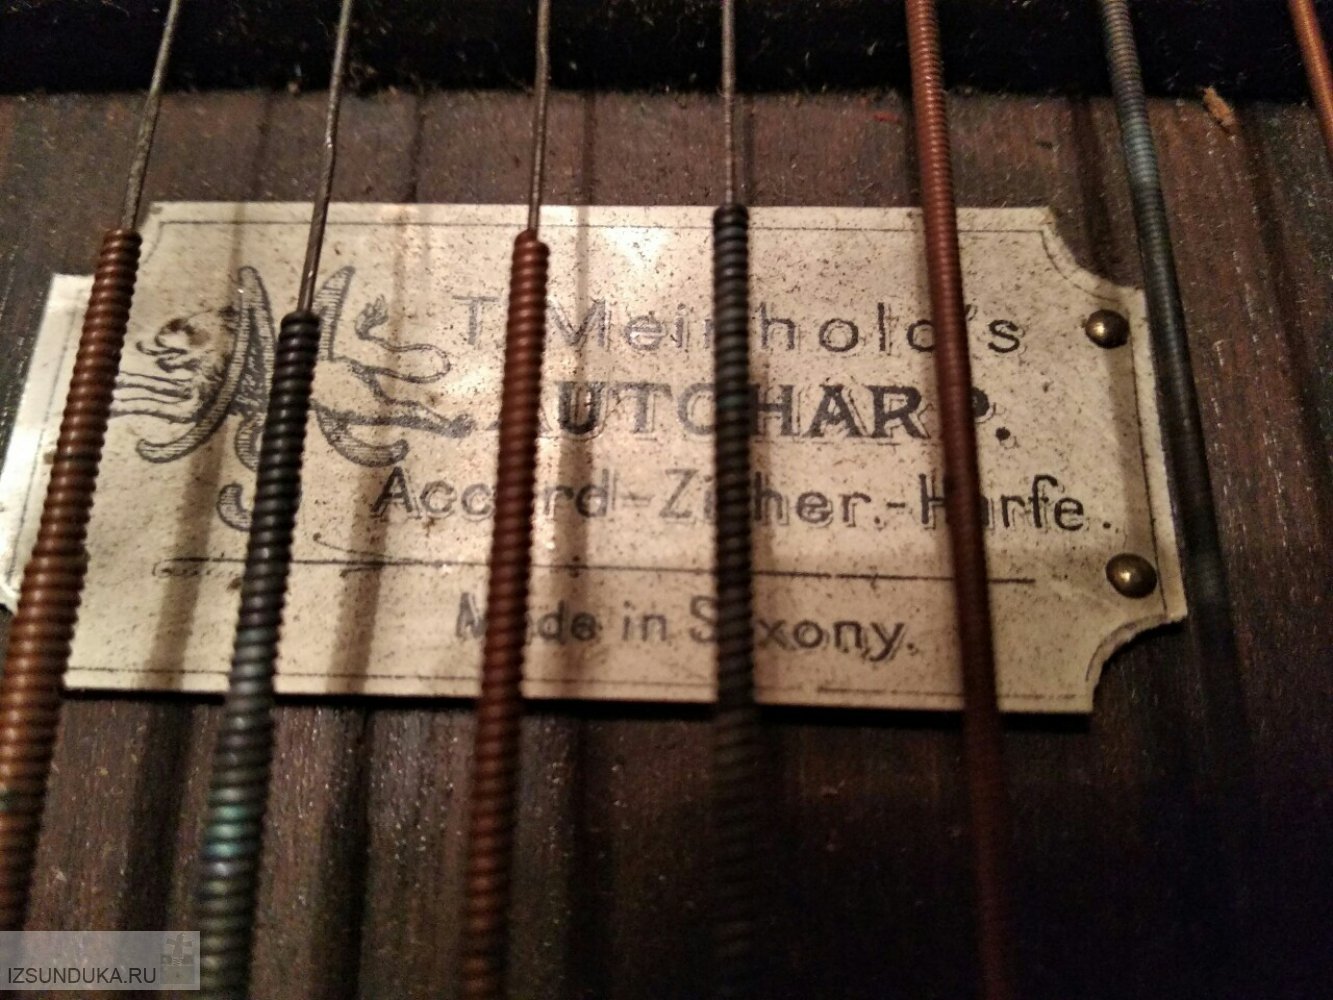 T. Meinhold's
AUTOHARP.
Accord-Zither-Harfe.
Made in Saxony.
IZSUNDUKA.RU